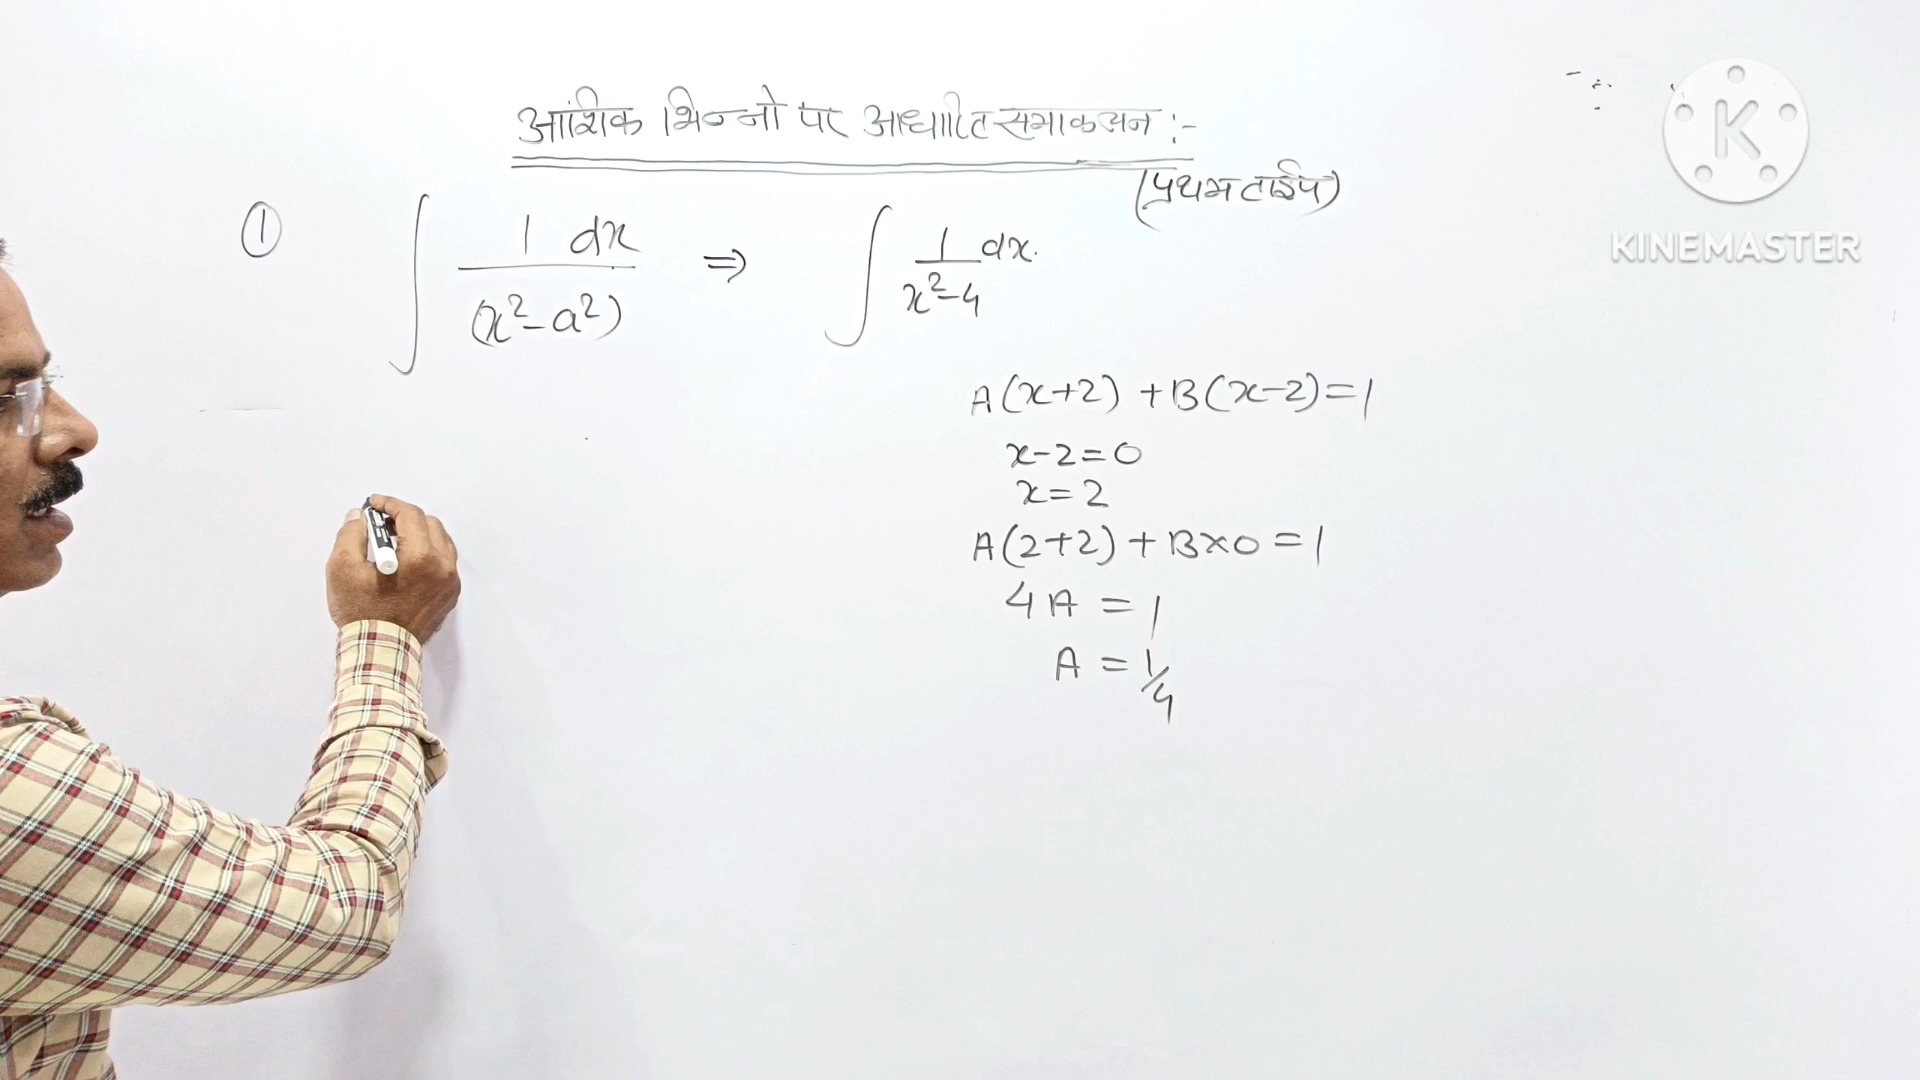 आंशिक भिन्नो पर आधारित समाकलन :-
(प्रथम टाईप)
① ∫ 1 dx / (x²-a²) ⇒ ∫ 1/x²-4 dx.
A(x+2) + B(x-2) = 1
x-2=0
x=2
A(2+2) + B×0 = 1
4A = 1
A = 1/4
K
KINEMASTER